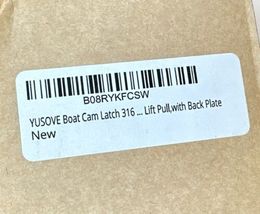 B08RYKFCSW
YUSOVE Boat Cam Latch 316 ... Lift Pull,with Back Plate
New